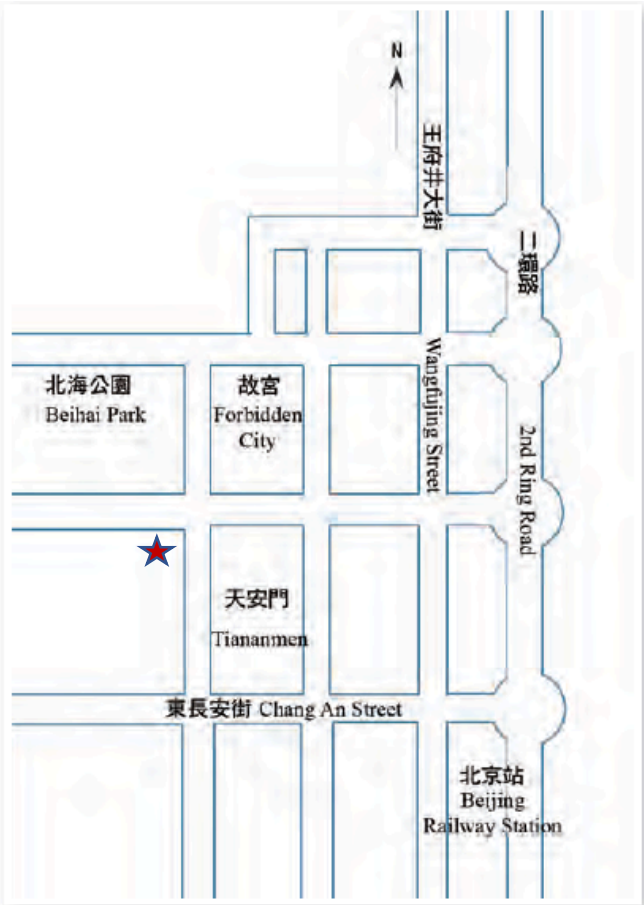 N
王府井大街
二環路
Wangfujing Street
2nd Ring Road
北海公園
Beihai Park
故宮
Forbidden
City
天安門
Tiananmen
東長安街 Chang An Street
北京站
Beijing
Railway Station